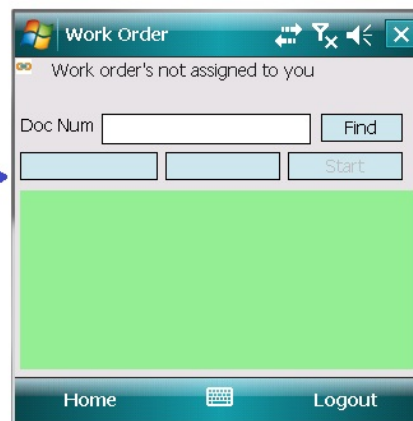 Work Order
Work order's not assigned to you
Doc Num Find
Start
Home Logout